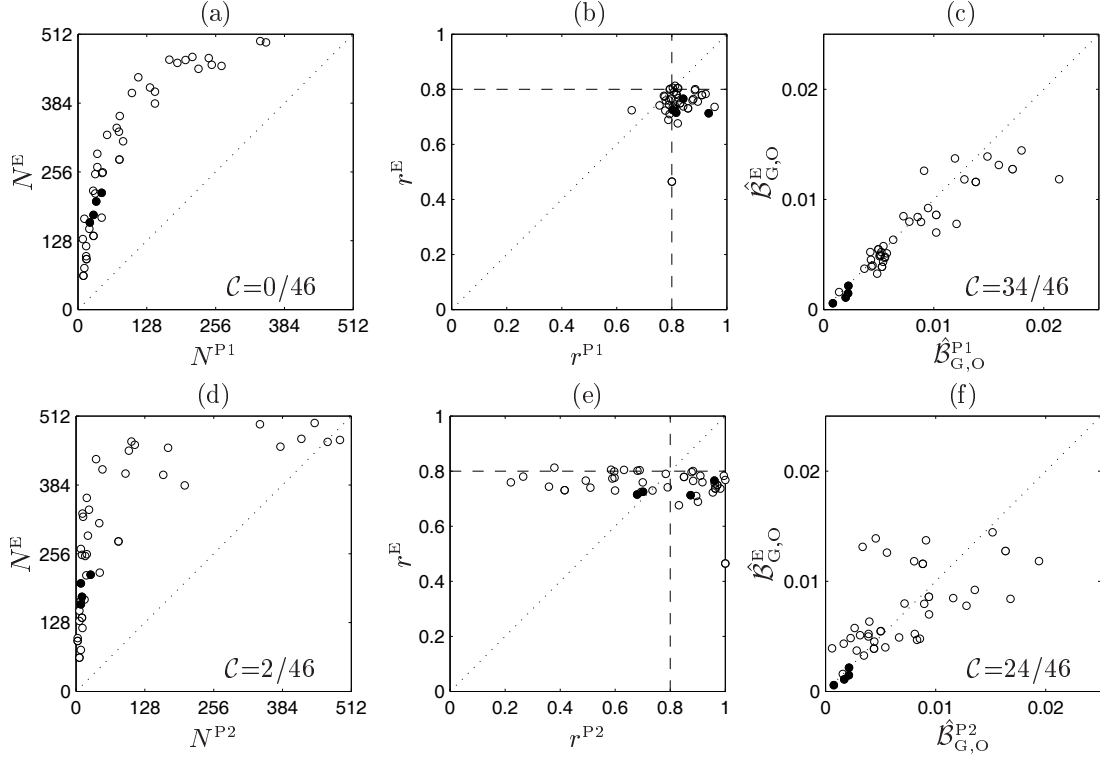 (a)
512
384
256
128
0
N^E
0 128 256 384 512
N^P1
C=0/46
(b)
1
0.8
0.6
0.4
0.2
0
r^E
0 0.2 0.4 0.6 0.8 1
r^P1
(c)
0.02
0.01
0
B̂^E_G,O
0 0.01 0.02
B̂^P1_G,O
C=34/46
(d)
512
384
256
128
0
N^E
0 128 256 384 512
N^P2
C=2/46
(e)
1
0.8
0.6
0.4
0.2
0
r^E
0 0.2 0.4 0.6 0.8 1
r^P2
(f)
0.02
0.01
0
B̂^E_G,O
0 0.01 0.02
B̂^P2_G,O
C=24/46